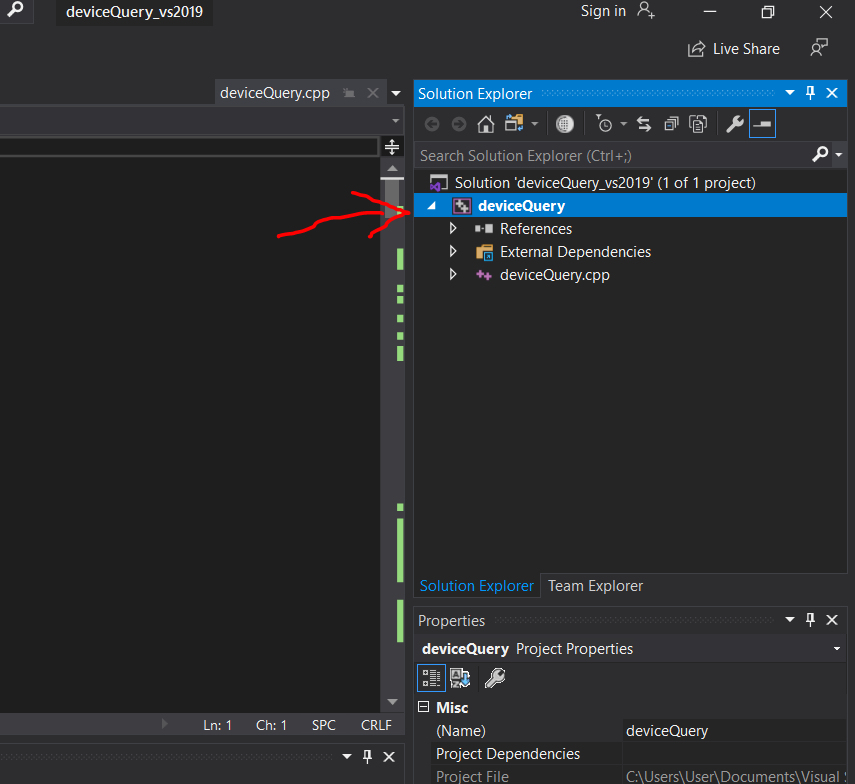 deviceQuery_vs2019
Sign in
Live Share
deviceQuery.cpp
Solution Explorer
Search Solution Explorer (Ctrl+;)
Solution 'deviceQuery_vs2019' (1 of 1 project)
deviceQuery
References
External Dependencies
deviceQuery.cpp
Solution Explorer Team Explorer
Properties
deviceQuery Project Properties
Misc
(Name) deviceQuery
Ln: 1 Ch: 1 SPC CRLF
Project Dependencies
Project File C:\Users\User\Documents\Visual